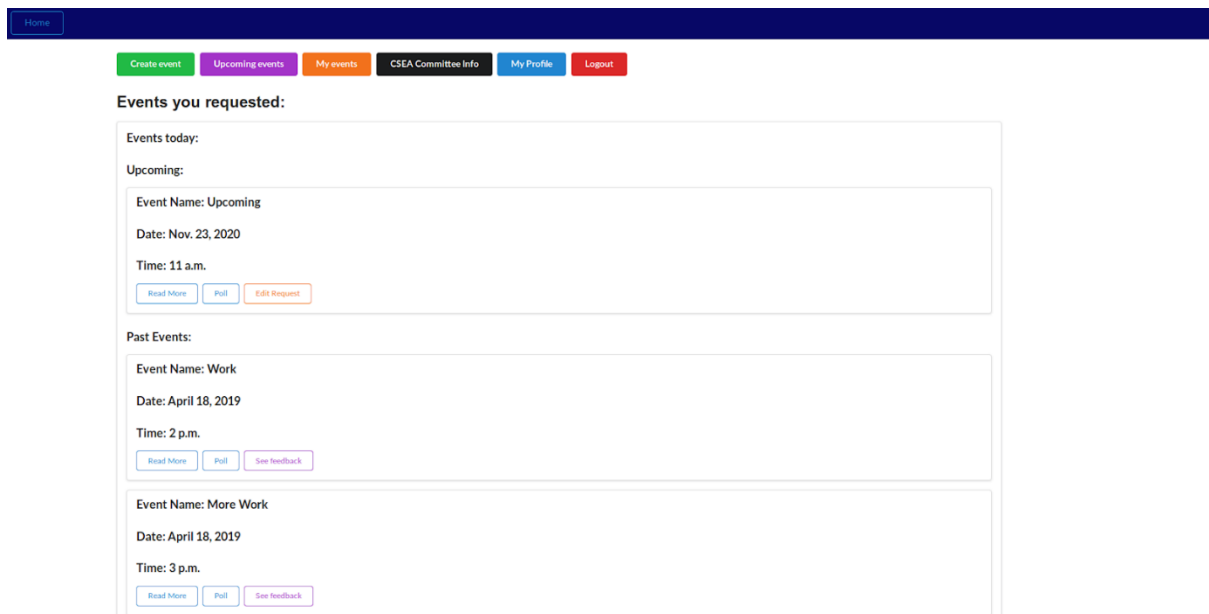 Home
Create event Upcoming events My events CSEA Committee Info My Profile Logout
Events you requested:
Events today:
Upcoming:
Event Name: Upcoming
Date: Nov. 23, 2020
Time: 11 a.m.
Read More Poll Edit Request
Past Events:
Event Name: Work
Date: April 18, 2019
Time: 2 p.m.
Read More Poll See feedback
Event Name: More Work
Date: April 18, 2019
Time: 3 p.m.
Read More Poll See feedback